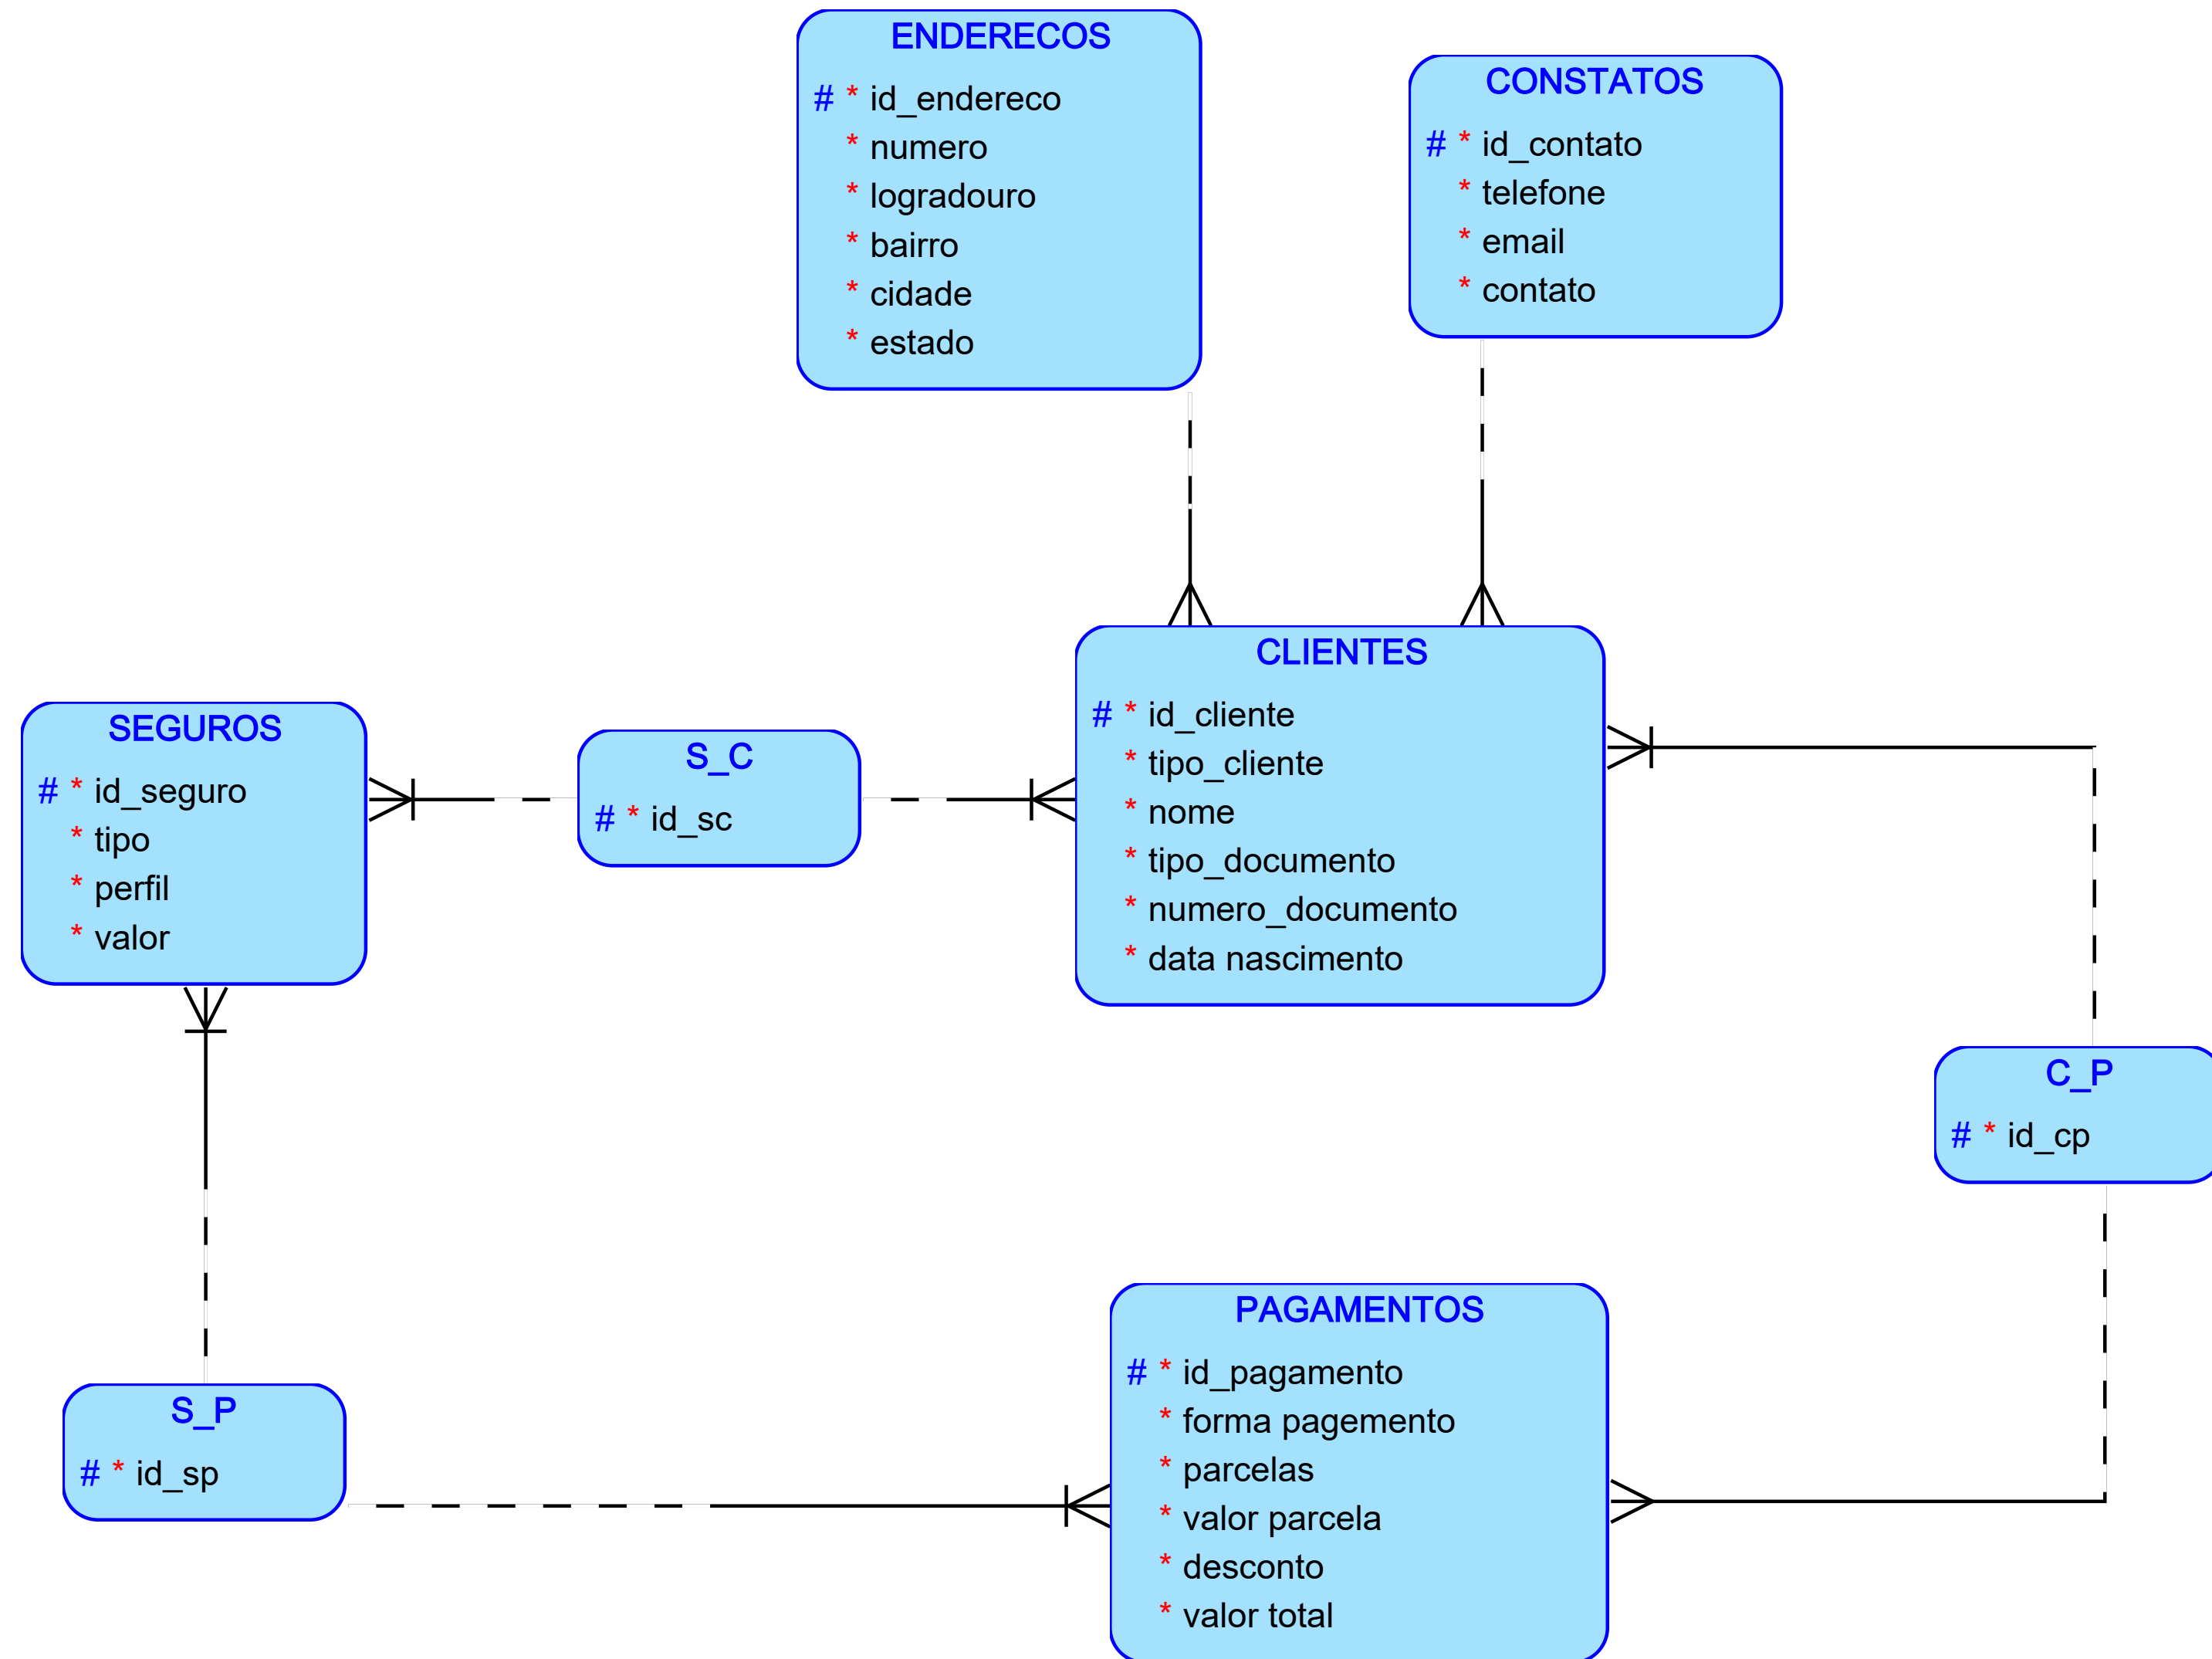 ENDERECOS
# * id_endereco
* numero
* logradouro
* bairro
* cidade
* estado
CONSTATOS
# * id_contato
* telefone
* email
* contato
CLIENTES
# * id_cliente
* tipo_cliente
* nome
* tipo_documento
* numero_documento
* data nascimento
SEGUROS
# * id_seguro
* tipo
* perfil
* valor
S_C
# * id_sc
C_P
# * id_cp
PAGAMENTOS
# * id_pagamento
* forma pagemento
* parcelas
* valor parcela
* desconto
* valor total
S_P
# * id_sp